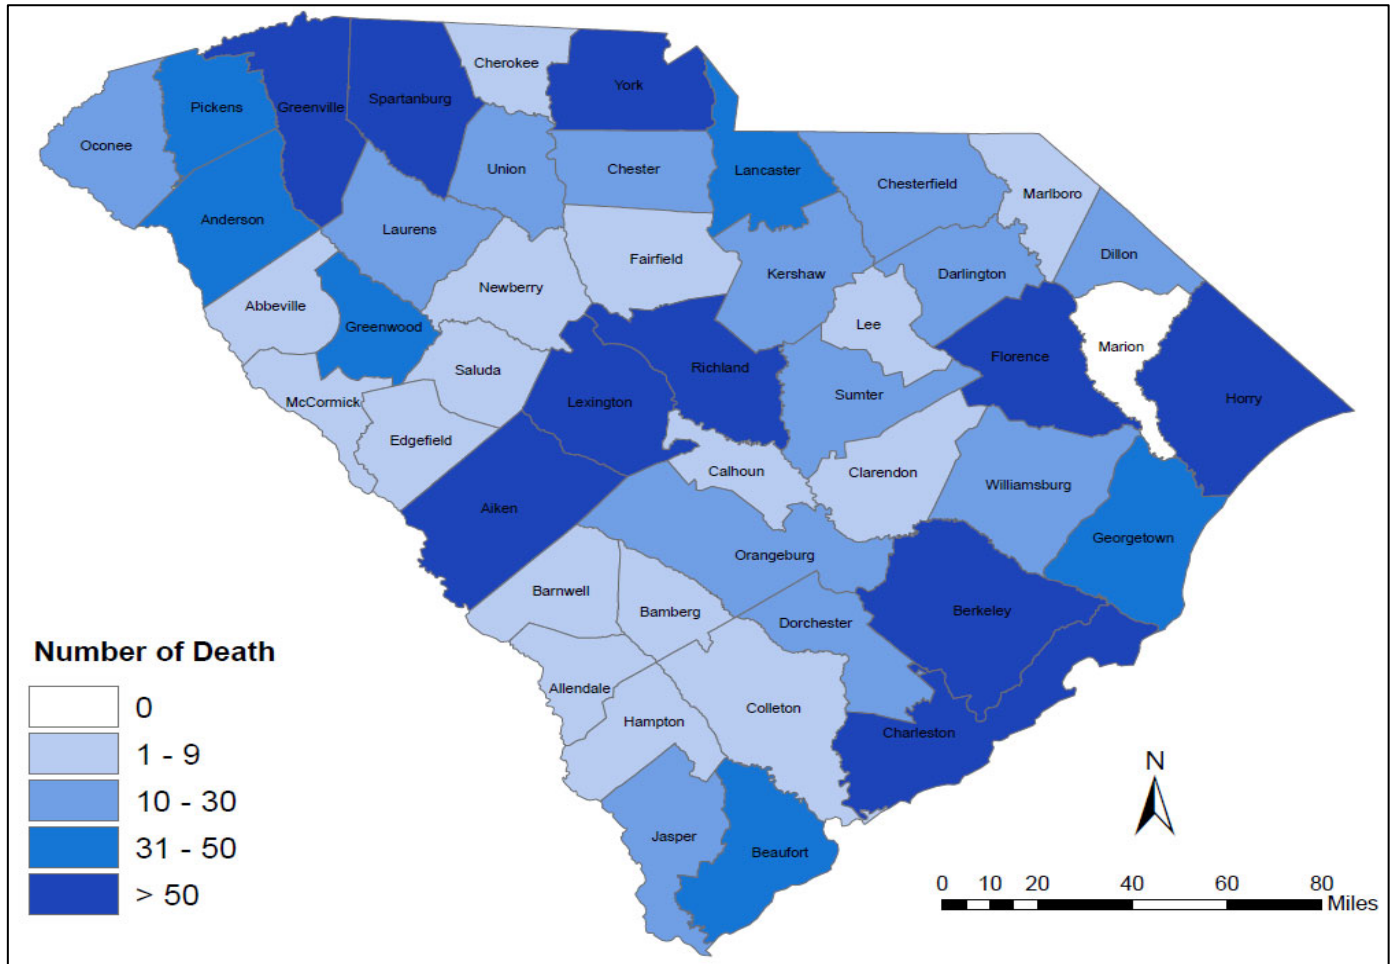 Cherokee
York
Pickens
Greenville
Spartanburg
Oconee
Union
Chester
Lancaster
Chesterfield
Marlboro
Anderson
Laurens
Dillon
Fairfield
Kershaw
Darlington
Newberry
Abbeville
Greenwood
Lee
Marion
Florence
Saluda
Richland
Horry
McCormick
Lexington
Sumter
Edgefield
Calhoun
Clarendon
Williamsburg
Aiken
Georgetown
Orangeburg
Barnwell
Bamberg
Berkeley
Dorchester
Allendale
Hampton
Colleton
Charleston
Jasper
Beaufort
Number of Death
0
1 - 9
10 - 30
31 - 50
> 50
N
0 10 20 40 60 80
Miles